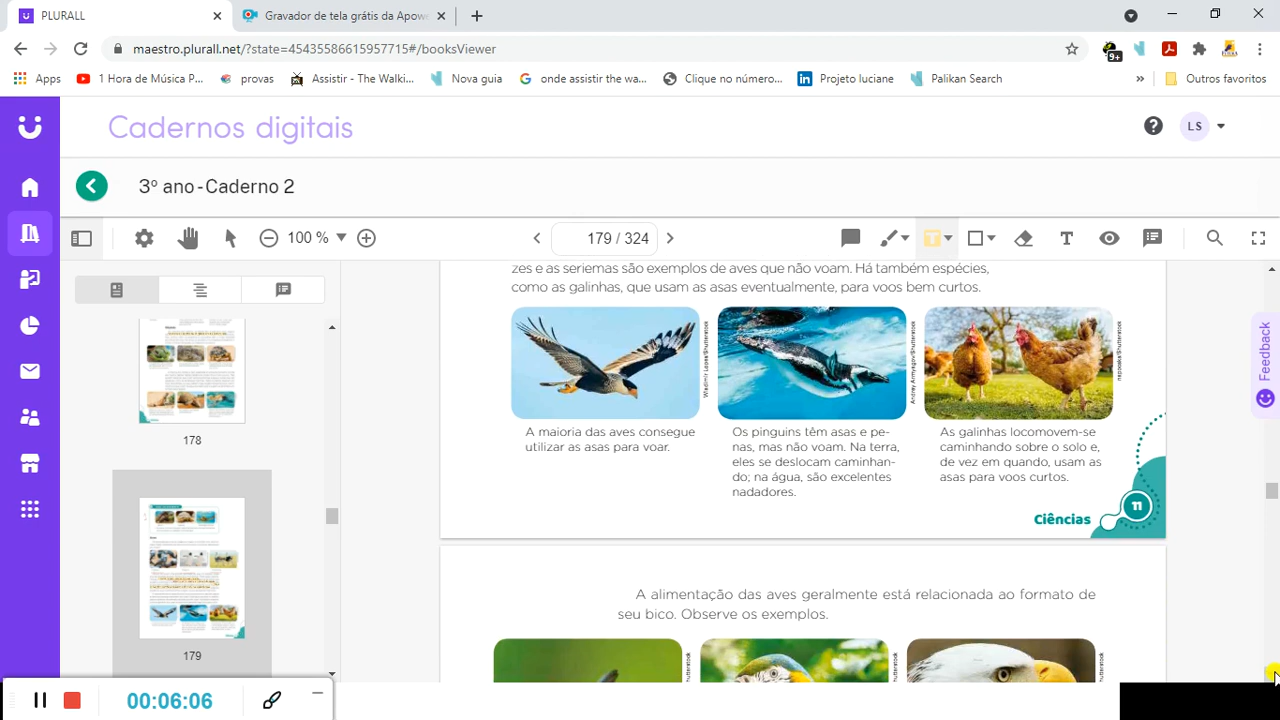 PLURALL
Gravador de tela grátis da Apowe
maestro.plurall.net/?state=45435586615957715#/booksViewer
9+
Apps
1 Hora de Música P...
provas
Assistir - The Walki...
Nova guia
onde assistir the wa...
Clique no número...
Projeto luciane
Palikan Search
»
Outros favoritos
Cadernos digitais
LS
3º ano - Caderno 2
100 %
179 / 324
178
179
zes e as seriemas são exemplos de aves que não voam. Há também espécies,
como as galinhas, que usam as asas eventualmente, para voos bem curtos.
A maioria das aves consegue
utilizar as asas para voar.
Os pinguins têm asas e pe-
nas, mas não voam. Na terra,
eles se deslocam caminhan-
do; na água, são excelentes
nadadores.
As galinhas locomovem-se
caminhando sobre o solo e,
de vez em quando, usam as
asas para voos curtos.
Ciências
11
A alimentação das aves geralmente está relacionada ao formato de
seu bico. Observe os exemplos.
Feedback
00:06:06